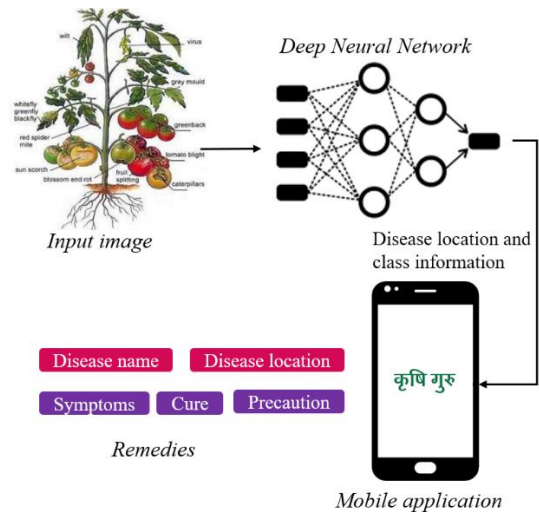 wilt
virus
grey mould
whitefly
greenfly
blackfly
red spider
mite
greenback
sun scorch
tomato blight
blossom end rot
fruit
splitting
caterpillars
Input image
Deep Neural Network
Disease location and
class information
कृषि गुरु
Mobile application
Disease name
Disease location
Symptoms
Cure
Precaution
Remedies